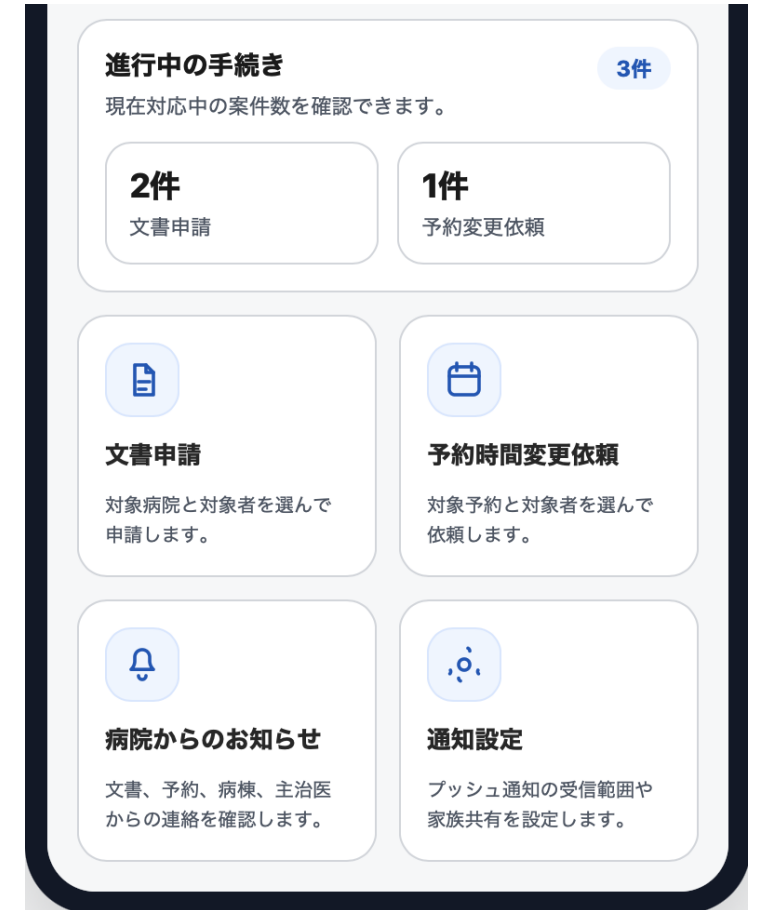 進行中の手続き
3件
現在対応中の案件数を確認できます。
2件
文書申請
1件
予約変更依頼
文書申請
対象病院と対象者を選んで
申請します。
予約時間変更依頼
対象予約と対象者を選んで
依頼します。
病院からのお知らせ
文書、予約、病棟、主治医
からの連絡を確認します。
通知設定
プッシュ通知の受信範囲や
家族共有を設定します。